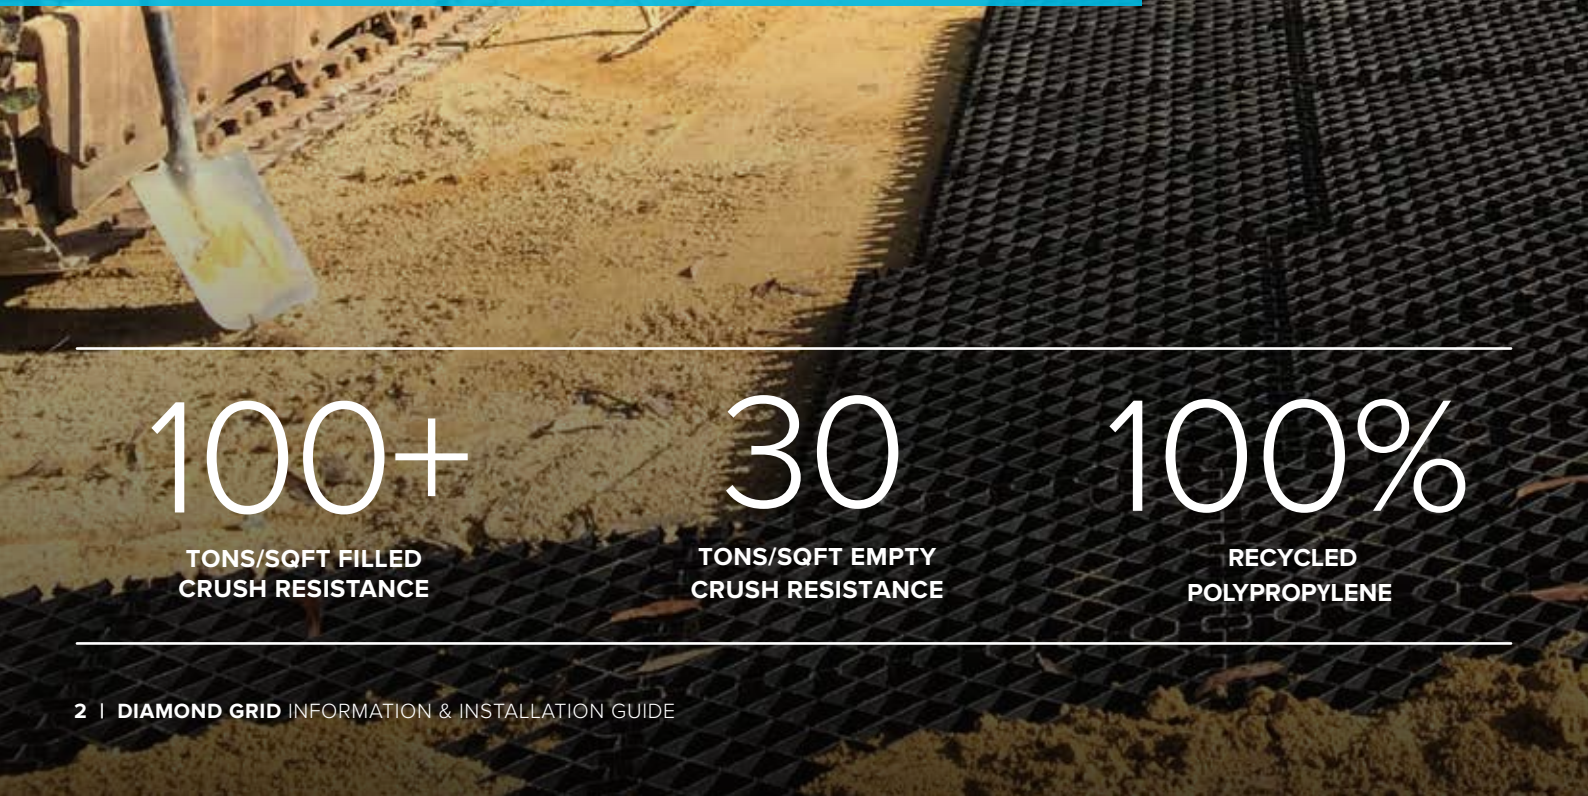 100+
30
100%
TONS/SQFT FILLED
CRUSH RESISTANCE
TONS/SQFT EMPTY
CRUSH RESISTANCE
RECYCLED
POLYPROPYLENE
2 | DIAMOND GRID INFORMATION & INSTALLATION GUIDE